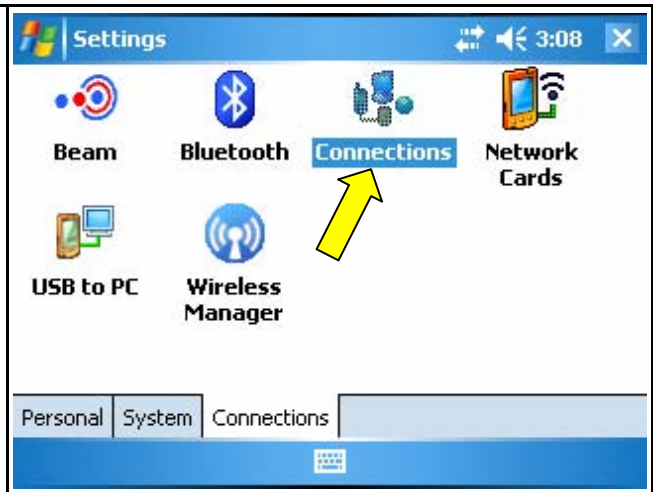 Settings 3:08
Beam Bluetooth Connections Network
Cards
USB to PC Wireless
Manager
Personal System Connections